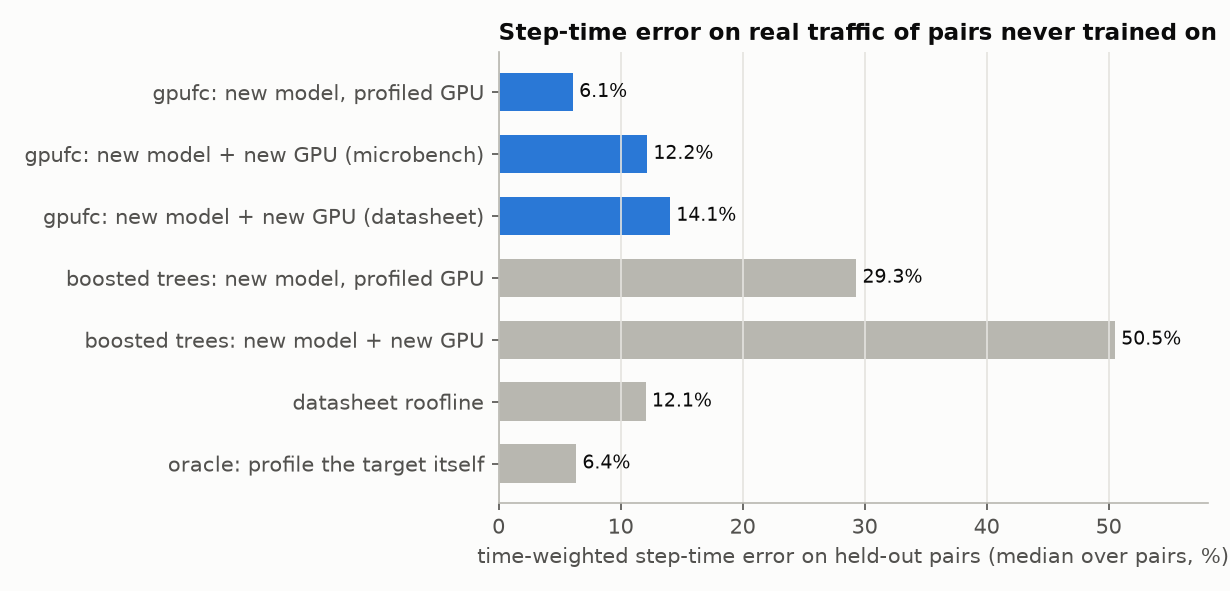 Step-time error on real traffic of pairs never trained on
gpufc: new model, profiled GPU
6.1%
gpufc: new model + new GPU (microbench)
12.2%
gpufc: new model + new GPU (datasheet)
14.1%
boosted trees: new model, profiled GPU
29.3%
boosted trees: new model + new GPU
50.5%
datasheet roofline
12.1%
oracle: profile the target itself
6.4%
0 10 20 30 40 50
time-weighted step-time error on held-out pairs (median over pairs, %)